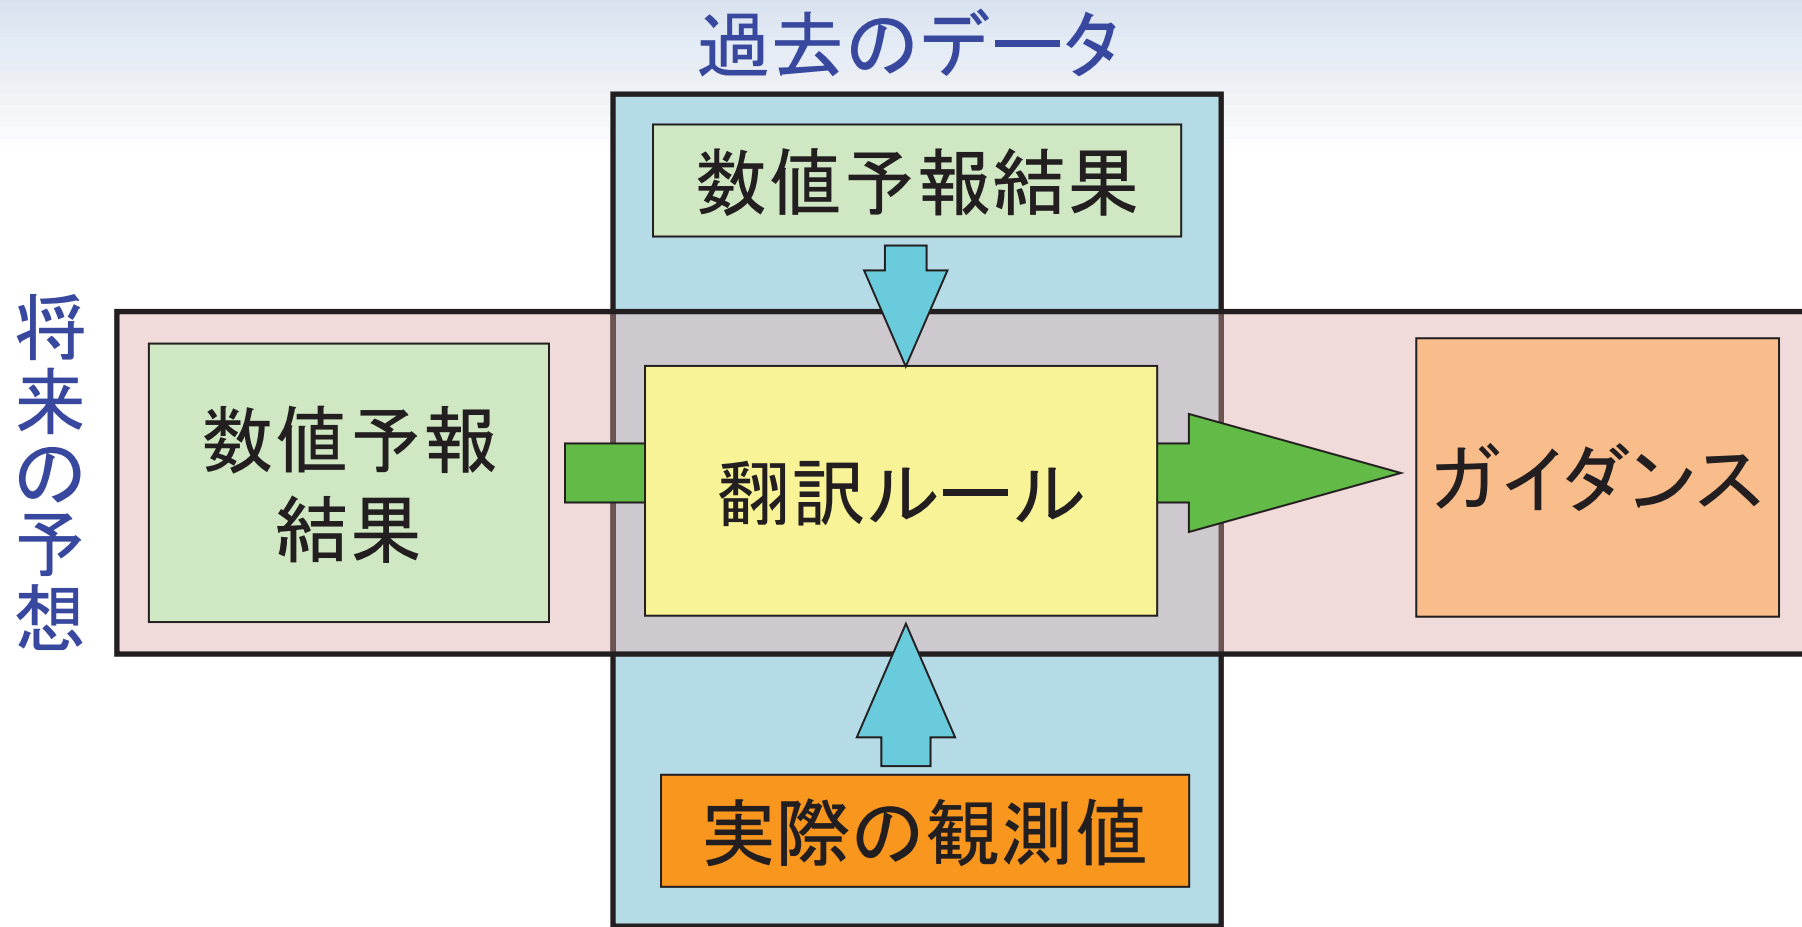 過去のデータ
数値予報結果
将来の予想
数値予報
結果
翻訳ルール
ガイダンス
実際の観測値